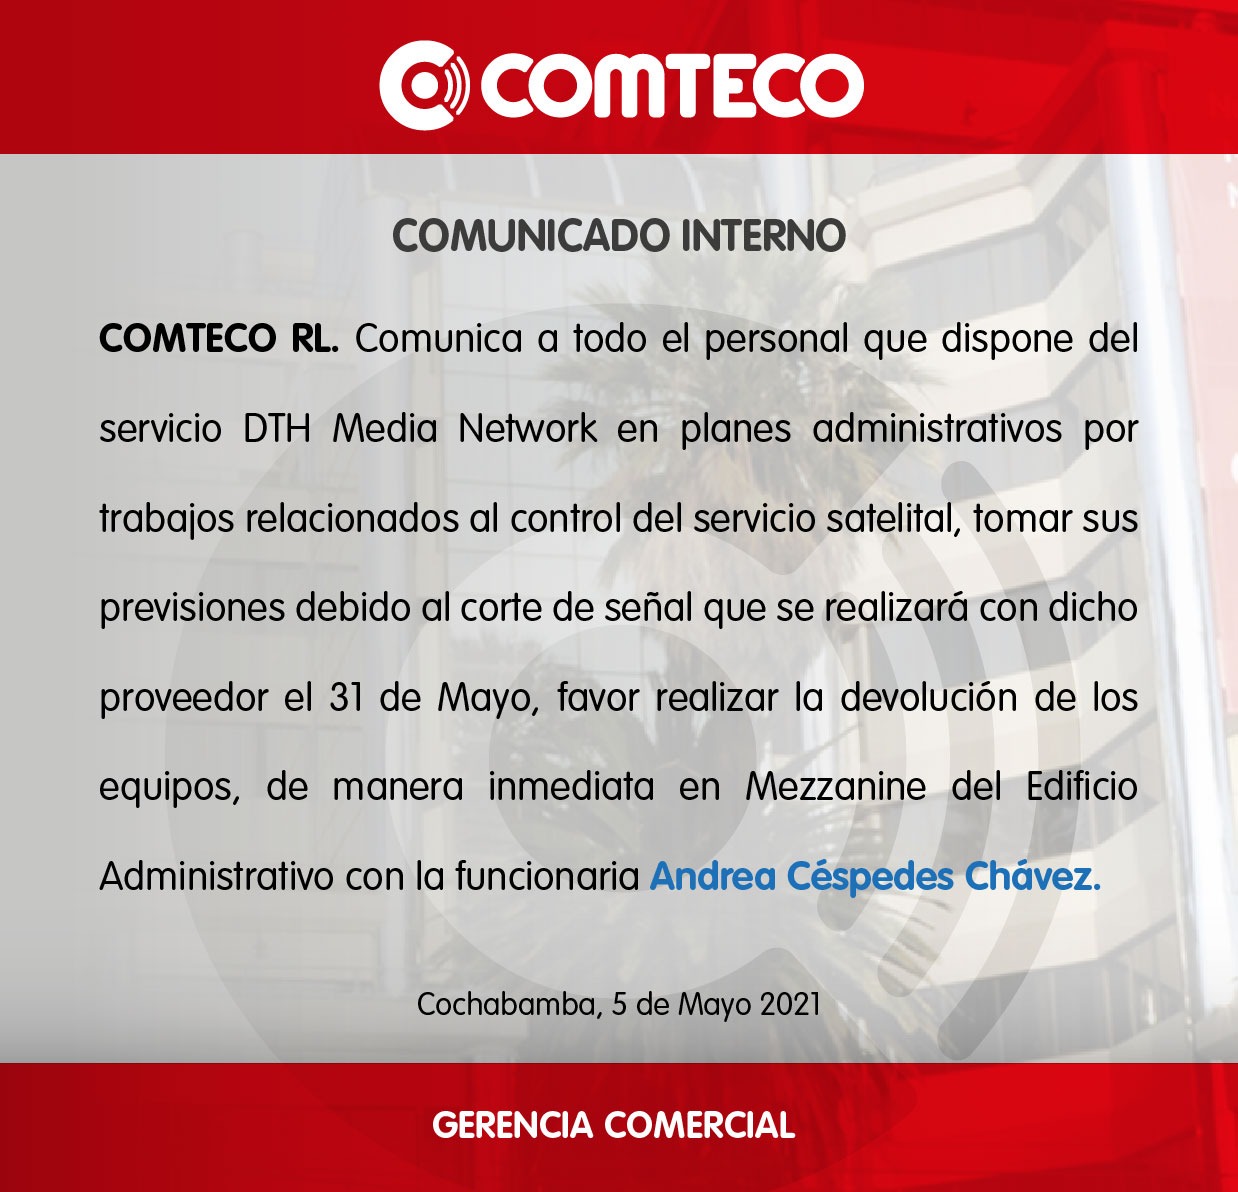 COMTECO
COMUNICADO INTERNO
COMTECO RL. Comunica a todo el personal que dispone del
servicio DTH Media Network en planes administrativos por
trabajos relacionados al control del servicio satelital, tomar sus
previsiones debido al corte de señal que se realizará con dicho
proveedor el 31 de Mayo, favor realizar la devolución de los
equipos, de manera inmediata en Mezzanine del Edificio
Administrativo con la funcionaria Andrea Céspedes Chávez.
Cochabamba, 5 de Mayo 2021
GERENCIA COMERCIAL